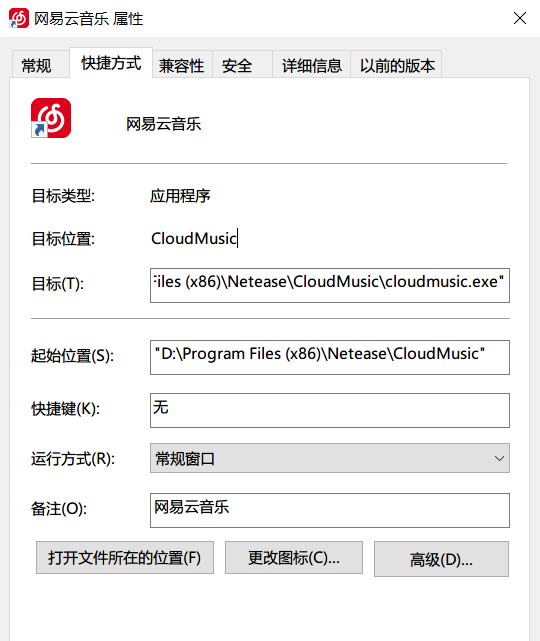 网易云音乐 属性
常规 快捷方式 兼容性 安全 详细信息 以前的版本
网易云音乐
目标类型: 应用程序
目标位置: CloudMusic
目标(T): Files (x86)\Netease\CloudMusic\cloudmusic.exe"
起始位置(S): "D:\Program Files (x86)\Netease\CloudMusic"
快捷键(K): 无
运行方式(R): 常规窗口
备注(O): 网易云音乐
打开文件所在的位置(F) 更改图标(C)... 高级(D)...